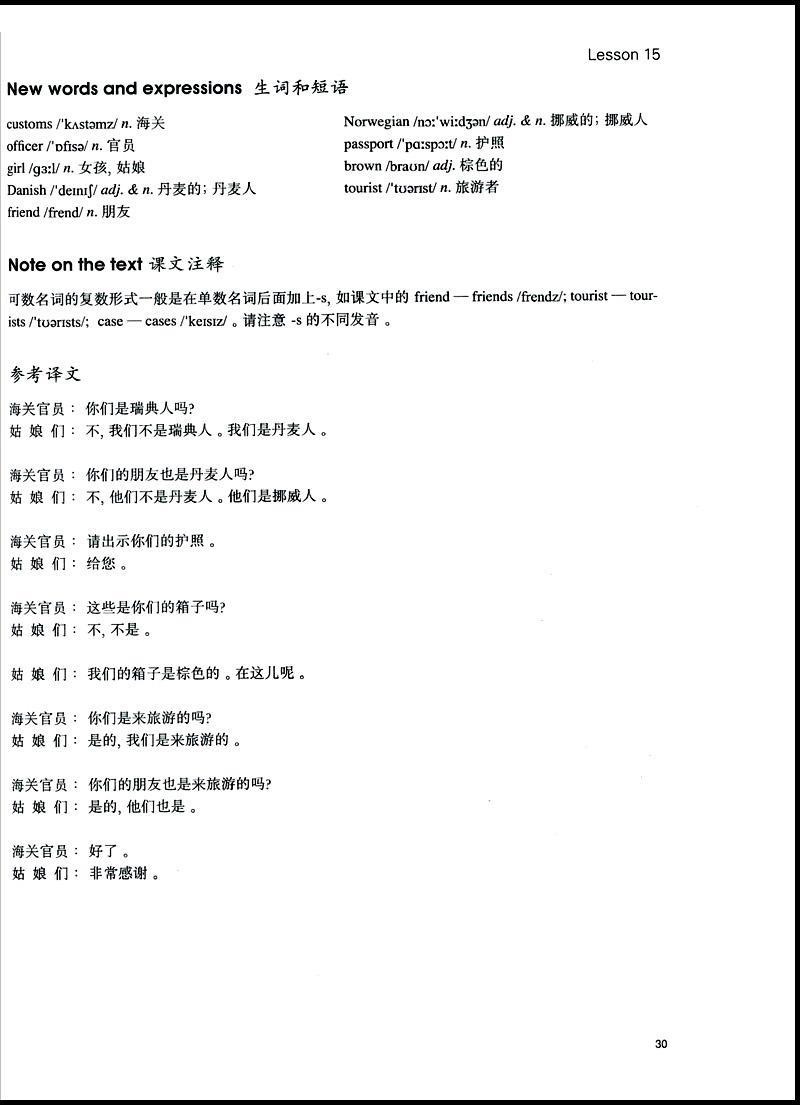 Lesson 15
New words and expressions 生词和短语
customs /'kʌstəmz/ n. 海关
officer /'ɒfɪsə/ n. 官员
girl /gɜːl/ n. 女孩, 姑娘
Danish /'deɪnɪʃ/ adj. & n. 丹麦的; 丹麦人
friend /frend/ n. 朋友
Norwegian /nɔː'wiːdʒən/ adj. & n. 挪威的; 挪威人
passport /'pɑːspɔːt/ n. 护照
brown /braʊn/ adj. 棕色的
tourist /'tʊərɪst/ n. 旅游者
Note on the text 课文注释
可数名词的复数形式一般是在单数名词后面加上-s, 如课文中的 friend — friends /frendz/; tourist — tour-
ists /'tʊərɪsts/; case — cases /'keɪsɪz/ 。请注意 -s 的不同发音 。
参考译文
海关官员： 你们是瑞典人吗?
姑 娘 们： 不, 我们不是瑞典人 。我们是丹麦人 。
海关官员： 你们的朋友也是丹麦人吗?
姑 娘 们： 不, 他们不是丹麦人 。他们是挪威人 。
海关官员： 请出示你们的护照 。
姑 娘 们： 给您 。
海关官员： 这些是你们的箱子吗?
姑 娘 们： 不, 不是 。
姑 娘 们： 我们的箱子是棕色的 。在这儿呢 。
海关官员： 你们是来旅游的吗?
姑 娘 们： 是的, 我们是来旅游的 。
海关官员： 你们的朋友也是来旅游的吗?
姑 娘 们： 是的, 他们也是 。
海关官员： 好了 。
姑 娘 们： 非常感谢 。
30